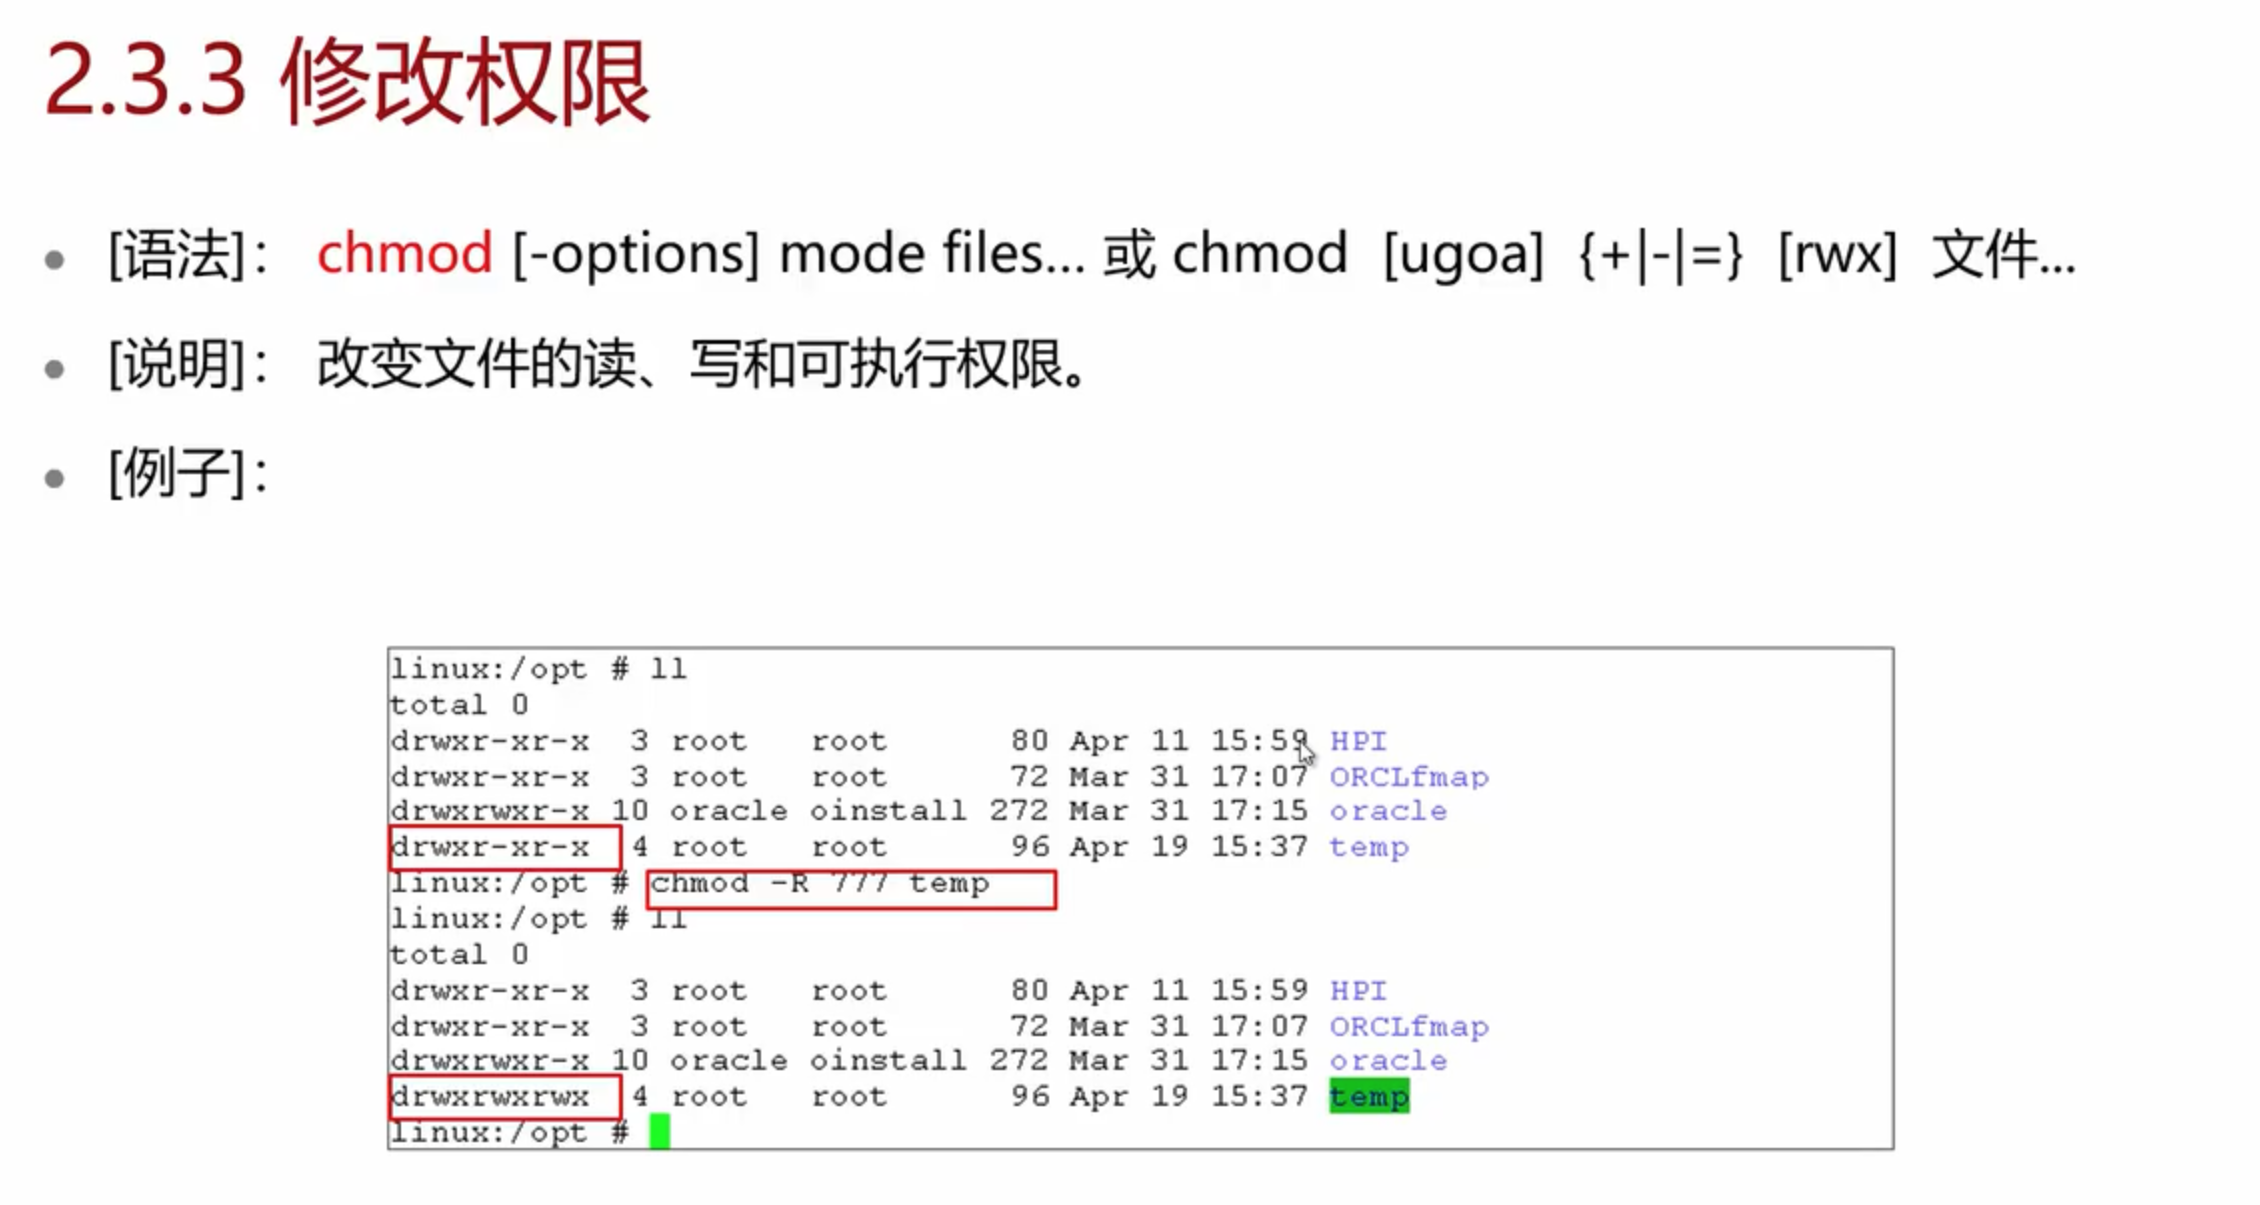 2.3.3 修改权限
[语法]： chmod [-options] mode files... 或 chmod [ugoa] {+|-|=} [rwx] 文件...
[说明]： 改变文件的读、写和可执行权限。
[例子]：
linux:/opt # ll
total 0
drwxr-xr-x 3 root root 80 Apr 11 15:59 HPI
drwxr-xr-x 3 root root 72 Mar 31 17:07 ORCLfmap
drwxrwxr-x 10 oracle oinstall 272 Mar 31 17:15 oracle
drwxr-xr-x 4 root root 96 Apr 19 15:37 temp
linux:/opt # chmod -R 777 temp
linux:/opt # ll
total 0
drwxr-xr-x 3 root root 80 Apr 11 15:59 HPI
drwxr-xr-x 3 root root 72 Mar 31 17:07 ORCLfmap
drwxrwxr-x 10 oracle oinstall 272 Mar 31 17:15 oracle
drwxrwxrwx 4 root root 96 Apr 19 15:37 temp
linux:/opt #